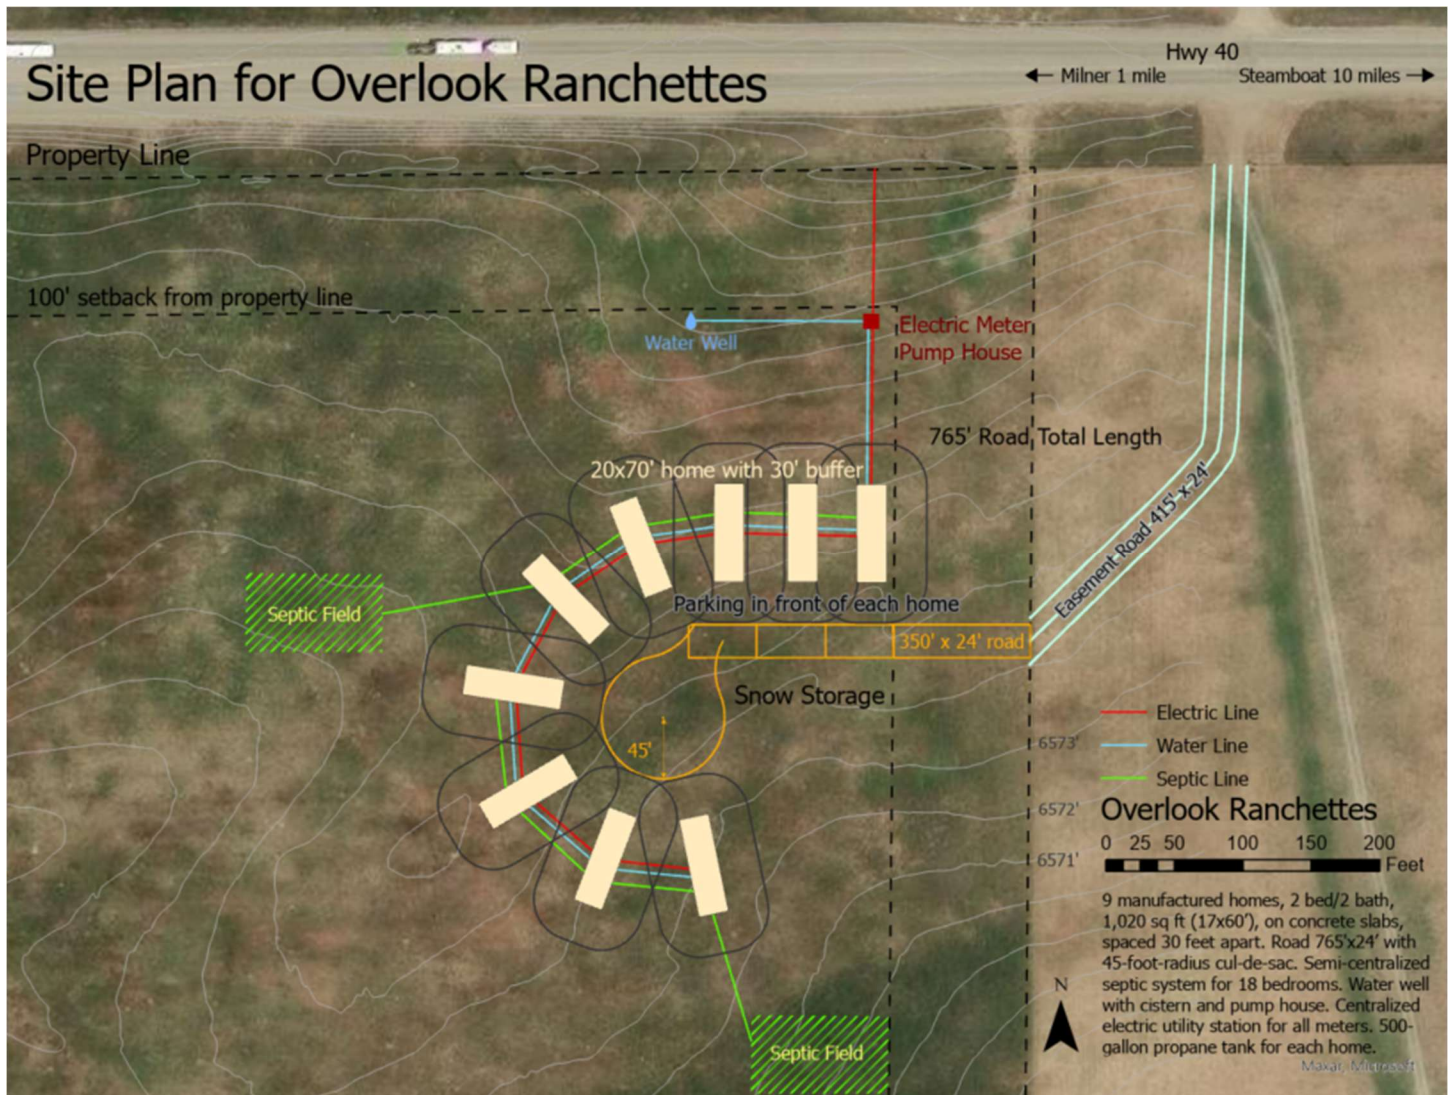 Hwy 40
Milner 1 mile
Steamboat 10 miles
Site Plan for Overlook Ranchettes
Property Line
100' setback from property line
Water Well
Electric Meter
Pump House
765' Road Total Length
20x70' home with 30' buffer
Easement Road 415' x 24'
Septic Field
Parking in front of each home
350' x 24' road
Snow Storage
45'
Electric Line
6573'
Water Line
Septic Line
6572'
Overlook Ranchettes
0 25 50 100 150 200
Feet
6571'
9 manufactured homes, 2 bed/2 bath,
1,020 sq ft (17x60'), on concrete slabs,
spaced 30 feet apart. Road 765'x24' with
45-foot-radius cul-de-sac. Semi-centralized
septic system for 18 bedrooms. Water well
with cistern and pump house. Centralized
electric utility station for all meters. 500-
gallon propane tank for each home.
N
Septic Field
Maxar, Microsoft